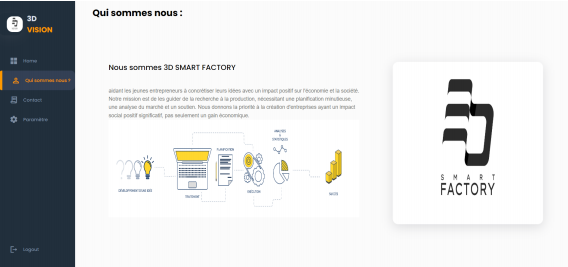 3D
VISION
Home
Qui sommes nous ?
Contact
Paramètre
Logout
Qui sommes nous :
Nous sommes 3D SMART FACTORY
aidant les jeunes entrepreneurs à concrétiser leurs idées avec un impact positif sur l'économie et la société.
Notre mission est de les guider de la recherche à la production, nécessitant une planification minutieuse,
une analyse du marché et un soutien. Nous donnons la priorité à la création d'entreprises ayant un impact
social positif significatif, pas seulement un gain économique.
DÉVELOPPEMENT D'UNE IDÉE
TRAITEMENT
PLANIFICATION
EXÉCUTION
ANALYSES
&
STATISTIQUES
SUCCÈS
SMART
FACTORY